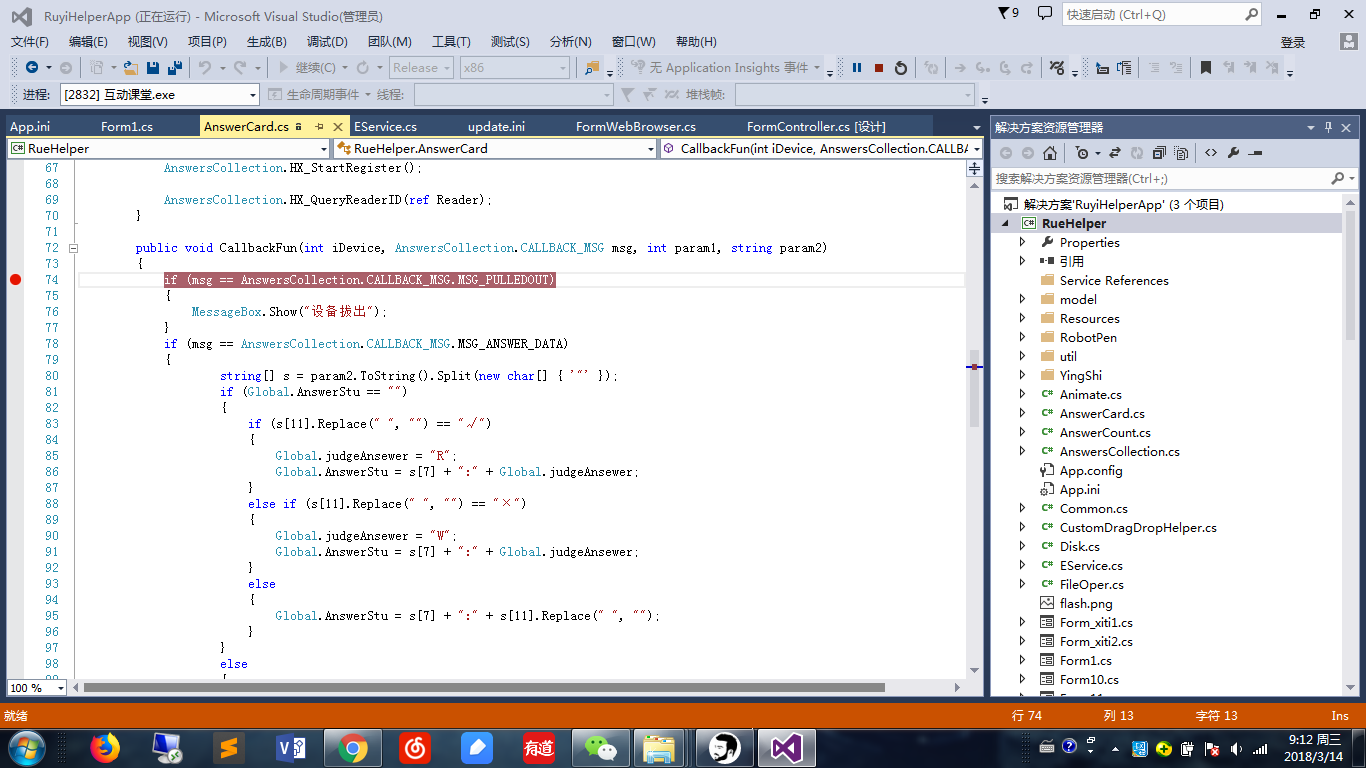 RuyiHelperApp (正在运行) - Microsoft Visual Studio(管理员)
9
快速启动 (Ctrl+Q)
文件(F) 编辑(E) 视图(V) 项目(P) 生成(B) 调试(D) 团队(M) 工具(T) 测试(S) 分析(N) 窗口(W) 帮助(H) 登录
继续(C) Release x86 无 Application Insights 事件
进程: [2832] 互动课堂.exe 生命周期事件 线程: 堆栈帧:
App.ini Form1.cs AnswerCard.cs EService.cs update.ini FormWebBrowser.cs FormController.cs [设计]
RueHelper RueHelper.AnswerCard CallbackFun(int iDevice, AnswersCollection.CALLBA
67 AnswersCollection.HX_StartRegister();
68
69 AnswersCollection.HX_QueryReaderID(ref Reader);
70 }
71
72 public void CallbackFun(int iDevice, AnswersCollection.CALLBACK_MSG msg, int param1, string param2)
73 {
74 if (msg == AnswersCollection.CALLBACK_MSG.MSG_PULLEDOUT)
75 {
76 MessageBox.Show("设备拔出");
77 }
78 if (msg == AnswersCollection.CALLBACK_MSG.MSG_ANSWER_DATA)
79 {
80 string[] s = param2.ToString().Split(new char[] { '"' });
81 if (Global.AnswerStu == "")
82 {
83 if (s[11].Replace(" ", "") == "√")
84 {
85 Global.judgeAnsewer = "R";
86 Global.AnswerStu = s[7] + ":" + Global.judgeAnsewer;
87 }
88 else if (s[11].Replace(" ", "") == "×")
89 {
90 Global.judgeAnsewer = "W";
91 Global.AnswerStu = s[7] + ":" + Global.judgeAnsewer;
92 }
93 else
94 {
95 Global.AnswerStu = s[7] + ":" + s[11].Replace(" ", "");
96 }
97 }
98 else
100 %
解决方案资源管理器
搜索解决方案资源管理器(Ctrl+;)
解决方案'RuyiHelperApp' (3 个项目)
RueHelper
Properties
引用
Service References
model
Resources
RobotPen
util
YingShi
Animate.cs
AnswerCard.cs
AnswerCount.cs
AnswersCollection.cs
App.config
App.ini
Common.cs
CustomDragDropHelper.cs
Disk.cs
EService.cs
FileOper.cs
flash.png
Form_xiti1.cs
Form_xiti2.cs
Form1.cs
Form10.cs
就绪 行 74 列 13 字符 13 Ins
有道
9:12 周三
2018/3/14